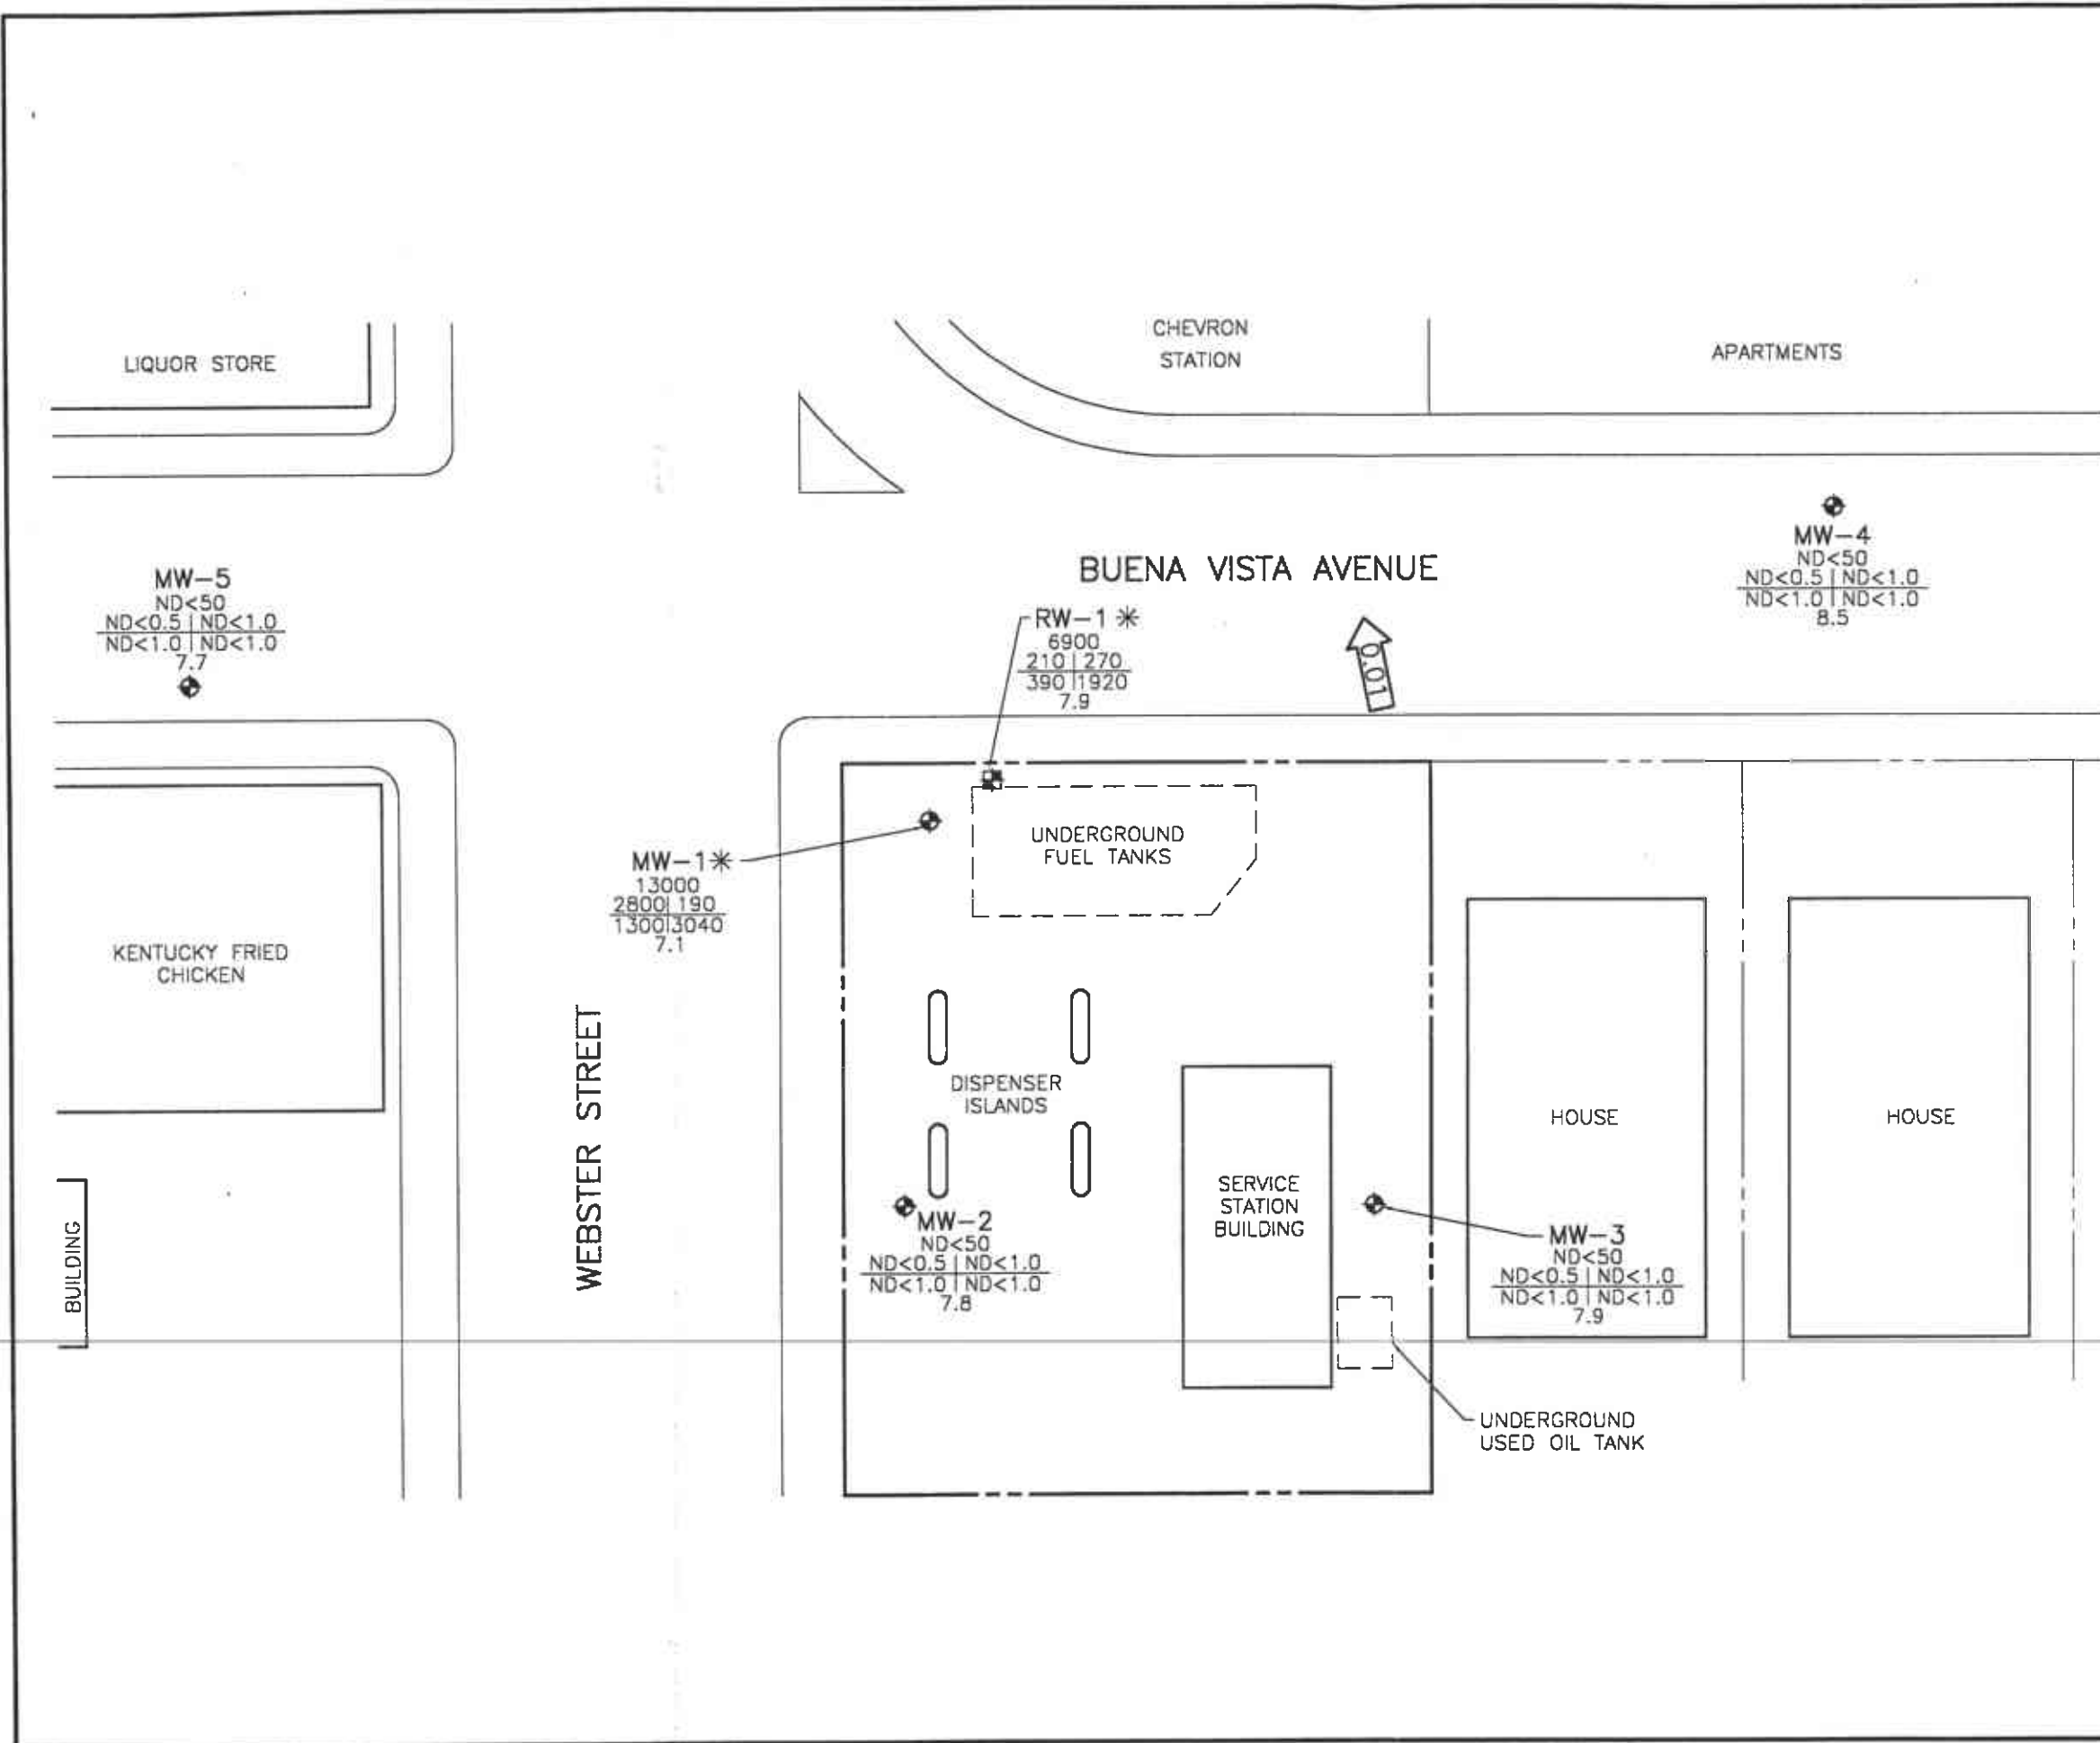 CHEVRON
STATION
APARTMENTS
LIQUOR STORE
MW-4
ND<50
ND<0.5 | ND<1.0
ND<1.0 | ND<1.0
8.5
BUENA VISTA AVENUE
MW-5
ND<50
ND<0.5 | ND<1.0
ND<1.0 | ND<1.0
7.7
RW-1 *
6900
210 | 270
390 | 1920
7.9
0.01
UNDERGROUND
FUEL TANKS
MW-1*
13000
2800 | 190
1300 | 3040
7.1
KENTUCKY FRIED
CHICKEN
WEBSTER STREET
DISPENSER
ISLANDS
HOUSE
HOUSE
SERVICE
STATION
BUILDING
BUILDING
MW-2
ND<50
ND<0.5 | ND<1.0
ND<1.0 | ND<1.0
7.8
MW-3
ND<50
ND<0.5 | ND<1.0
ND<1.0 | ND<1.0
7.9
UNDERGROUND
USED OIL TANK